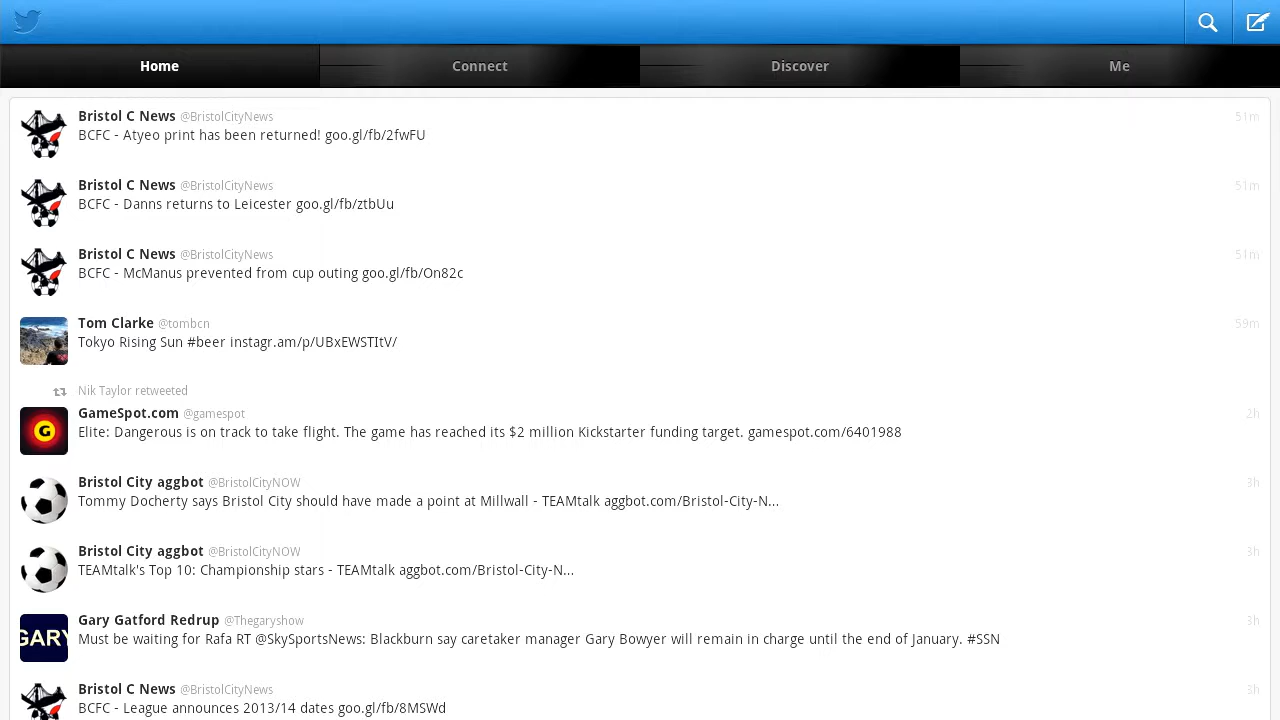 Home
Connect
Discover
Me
Bristol C News @BristolCityNews 51m
BCFC - Atyeo print has been returned! goo.gl/fb/2fwFU
Bristol C News @BristolCityNews 51m
BCFC - Danns returns to Leicester goo.gl/fb/ztbUu
Bristol C News @BristolCityNews 51m
BCFC - McManus prevented from cup outing goo.gl/fb/On82c
Tom Clarke @tombcn 59m
Tokyo Rising Sun #beer instagr.am/p/UBxEWSTItV/
Nik Taylor retweeted
GameSpot.com @gamespot 2h
G
Elite: Dangerous is on track to take flight. The game has reached its $2 million Kickstarter funding target. gamespot.com/6401988
Bristol City aggbot @BristolCityNOW 3h
Tommy Docherty says Bristol City should have made a point at Millwall - TEAMtalk aggbot.com/Bristol-City-N...
Bristol City aggbot @BristolCityNOW 3h
TEAMtalk's Top 10: Championship stars - TEAMtalk aggbot.com/Bristol-City-N...
Gary Gatford Redrup @Thegaryshow 3h
GARY
Must be waiting for Rafa RT @SkySportsNews: Blackburn say caretaker manager Gary Bowyer will remain in charge until the end of January. #SSN
Bristol C News @BristolCityNews 3h
BCFC - League announces 2013/14 dates goo.gl/fb/8MSWd